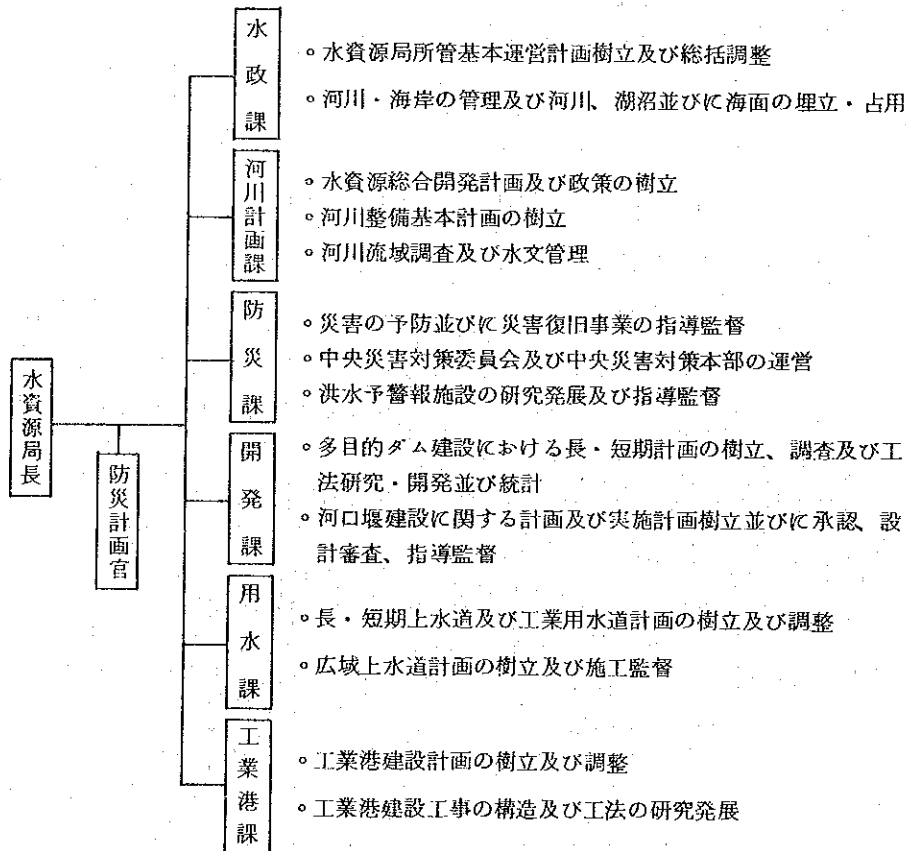 水資源局長
防災計画官
水政課
◦水資源局所管基本運営計画樹立及び総括調整
◦河川・海岸の管理及び河川、湖沼並びに海面の埋立・占用
河川計画課
◦水資源総合開発計画及び政策の樹立
◦河川整備基本計画の樹立
◦河川流域調査及び水文管理
防災課
◦災害の予防並びに災害復旧事業の指導監督
◦中央災害対策委員会及び中央災害対策本部の運営
◦洪水予警報施設の研究発展及び指導監督
開発課
◦多目的ダム建設における長・短期計画の樹立、調査及び工
法研究・開発並び統計
◦河口堰建設に関する計画及び実施計画樹立並びに承認、設
計審査、指導監督
用水課
◦長・短期上水道及び工業用水道計画の樹立及び調整
◦広域上水道計画の樹立及び施工監督
工業港課
◦工業港建設計画の樹立及び調整
◦工業港建設工事の構造及び工法の研究発展